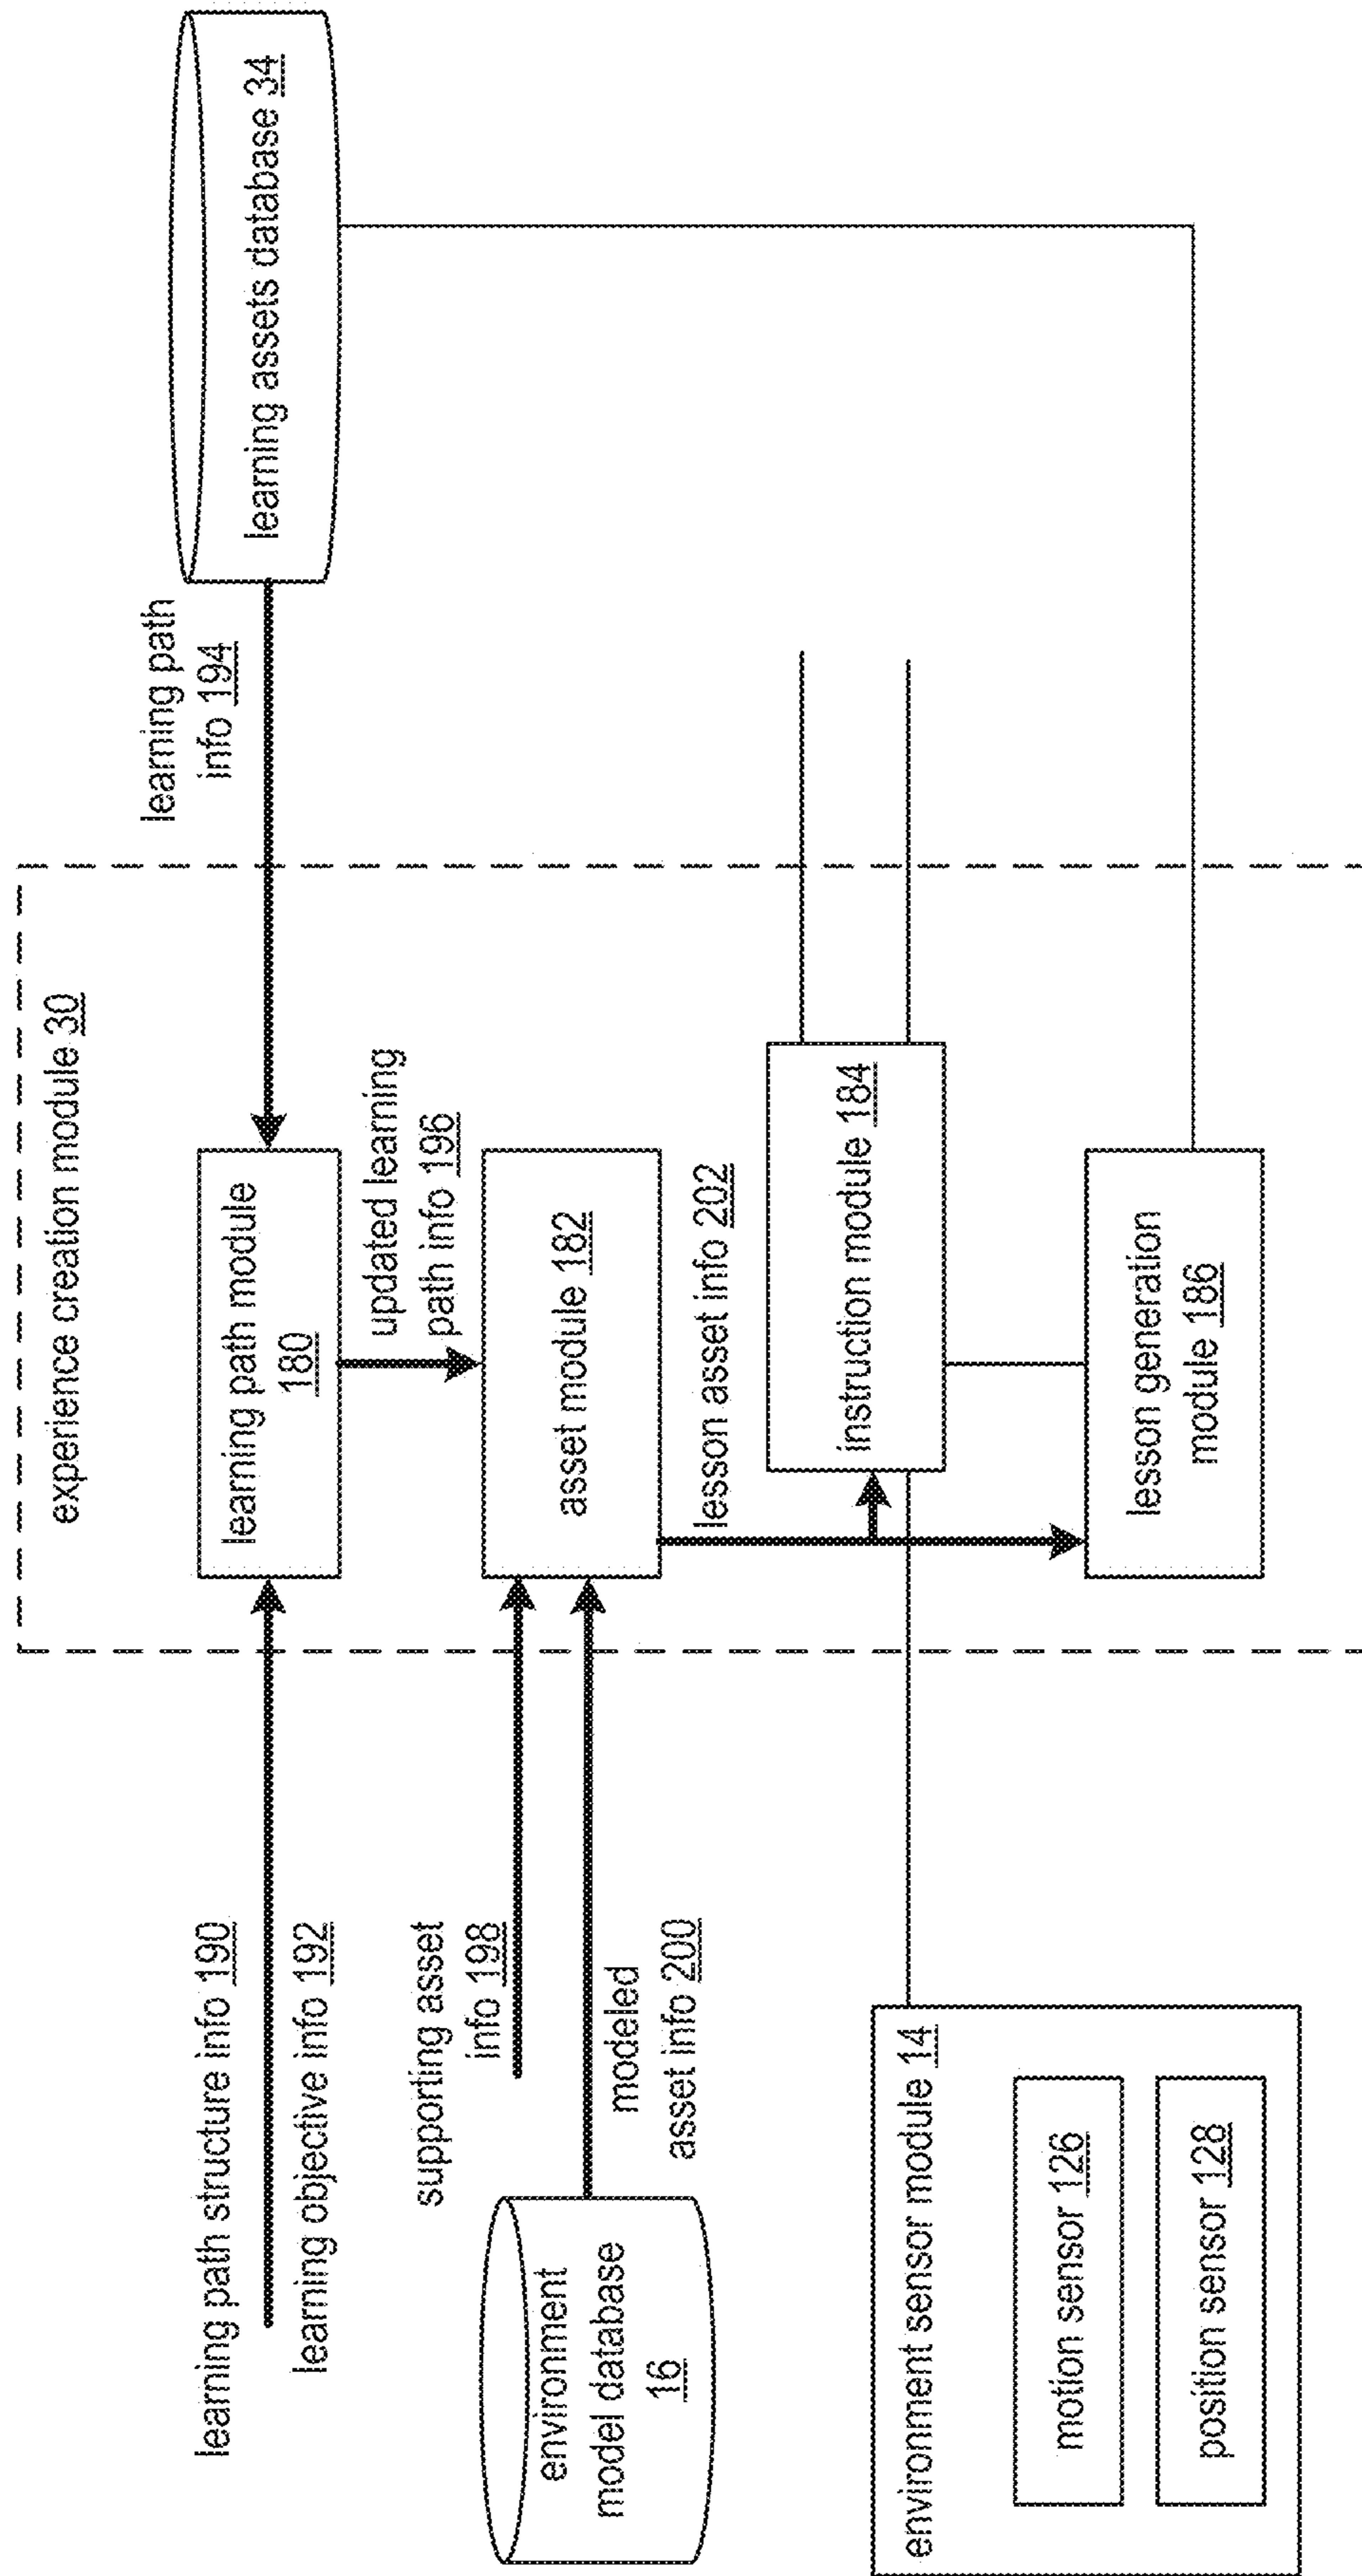 experience creation module 30
learning path structure info 190
learning objective info 192
learning path module
180
learning path
info 194
learning assets database 34
updated learning
path info 196
supporting asset
info 198
environment
model database
16
modeled
asset info 200
asset module 182
lesson asset info 202
instruction module 184
environment sensor module 14
motion sensor 126
position sensor 128
lesson generation
module 186